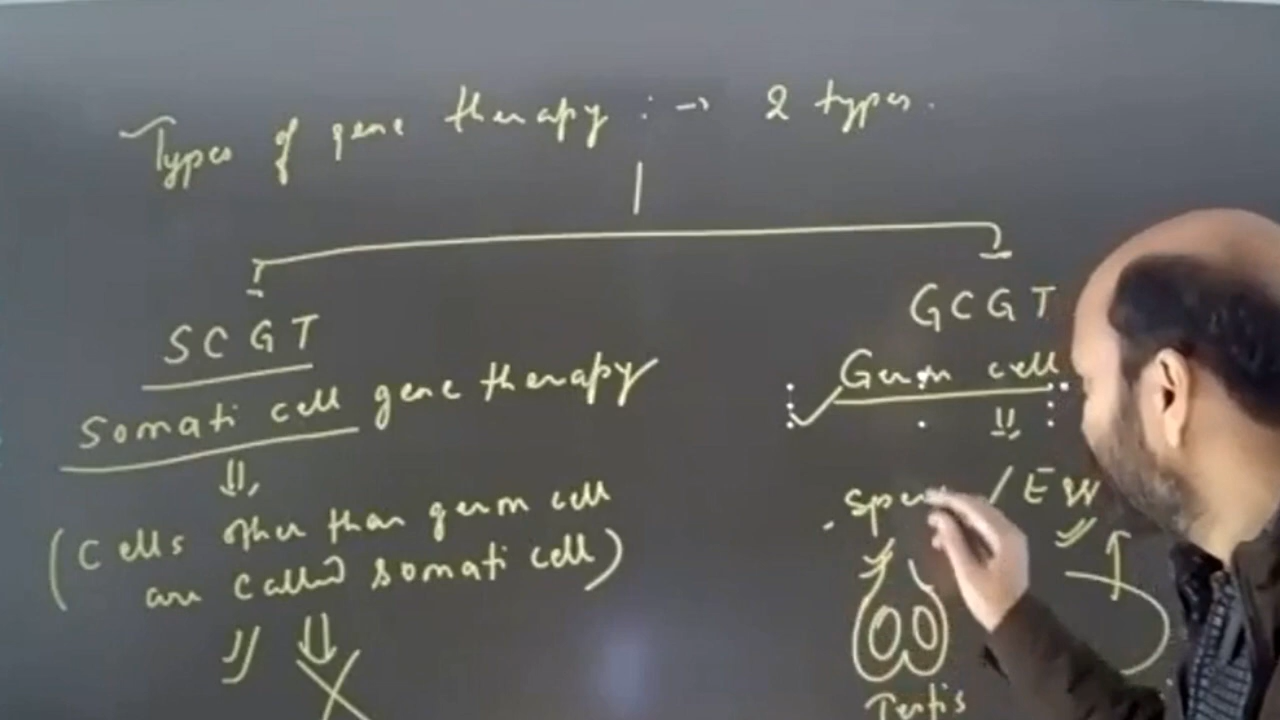 Types of gene therapy : → 2 types.
SCGT
Somati cell gene therapy
(Cells other than germ cell
are called somati cell)
GCGT
Germ cell
/
Testis